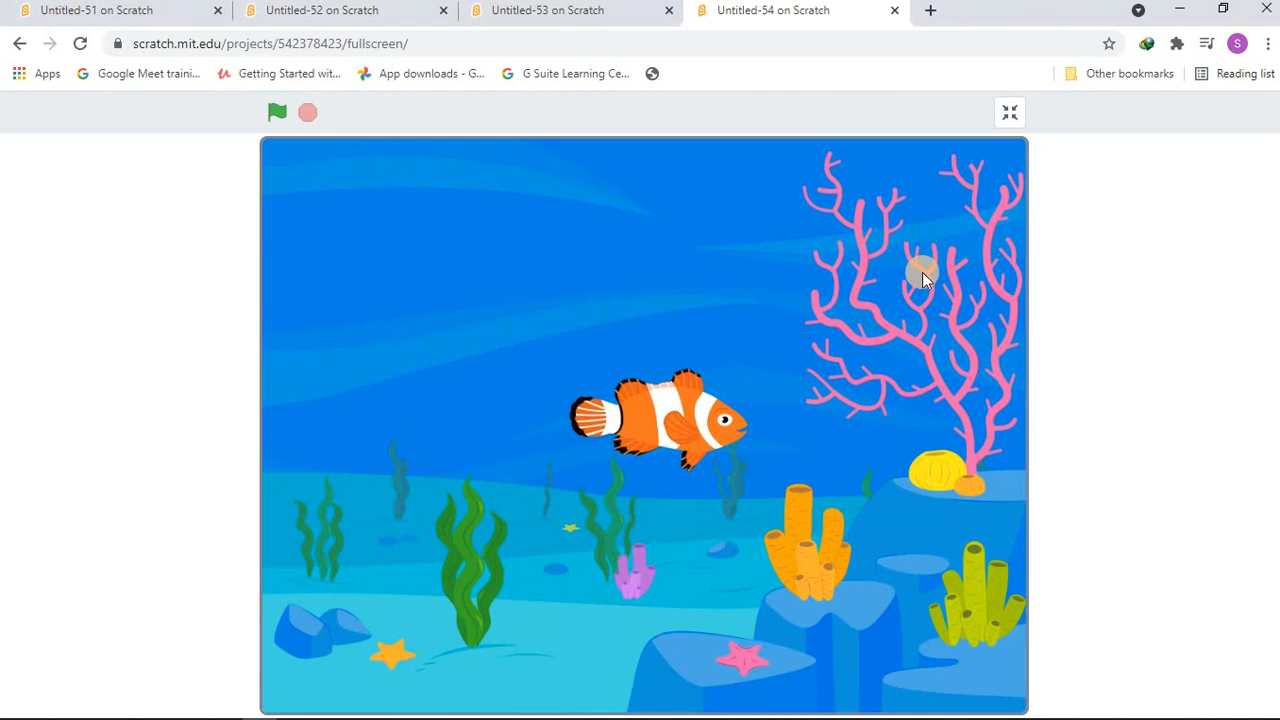 Untitled-51 on Scratch
Untitled-52 on Scratch
Untitled-53 on Scratch
Untitled-54 on Scratch
scratch.mit.edu/projects/542378423/fullscreen/
S
Apps
Google Meet traini...
Getting Started wit...
App downloads - G...
G Suite Learning Ce...
Other bookmarks
Reading list